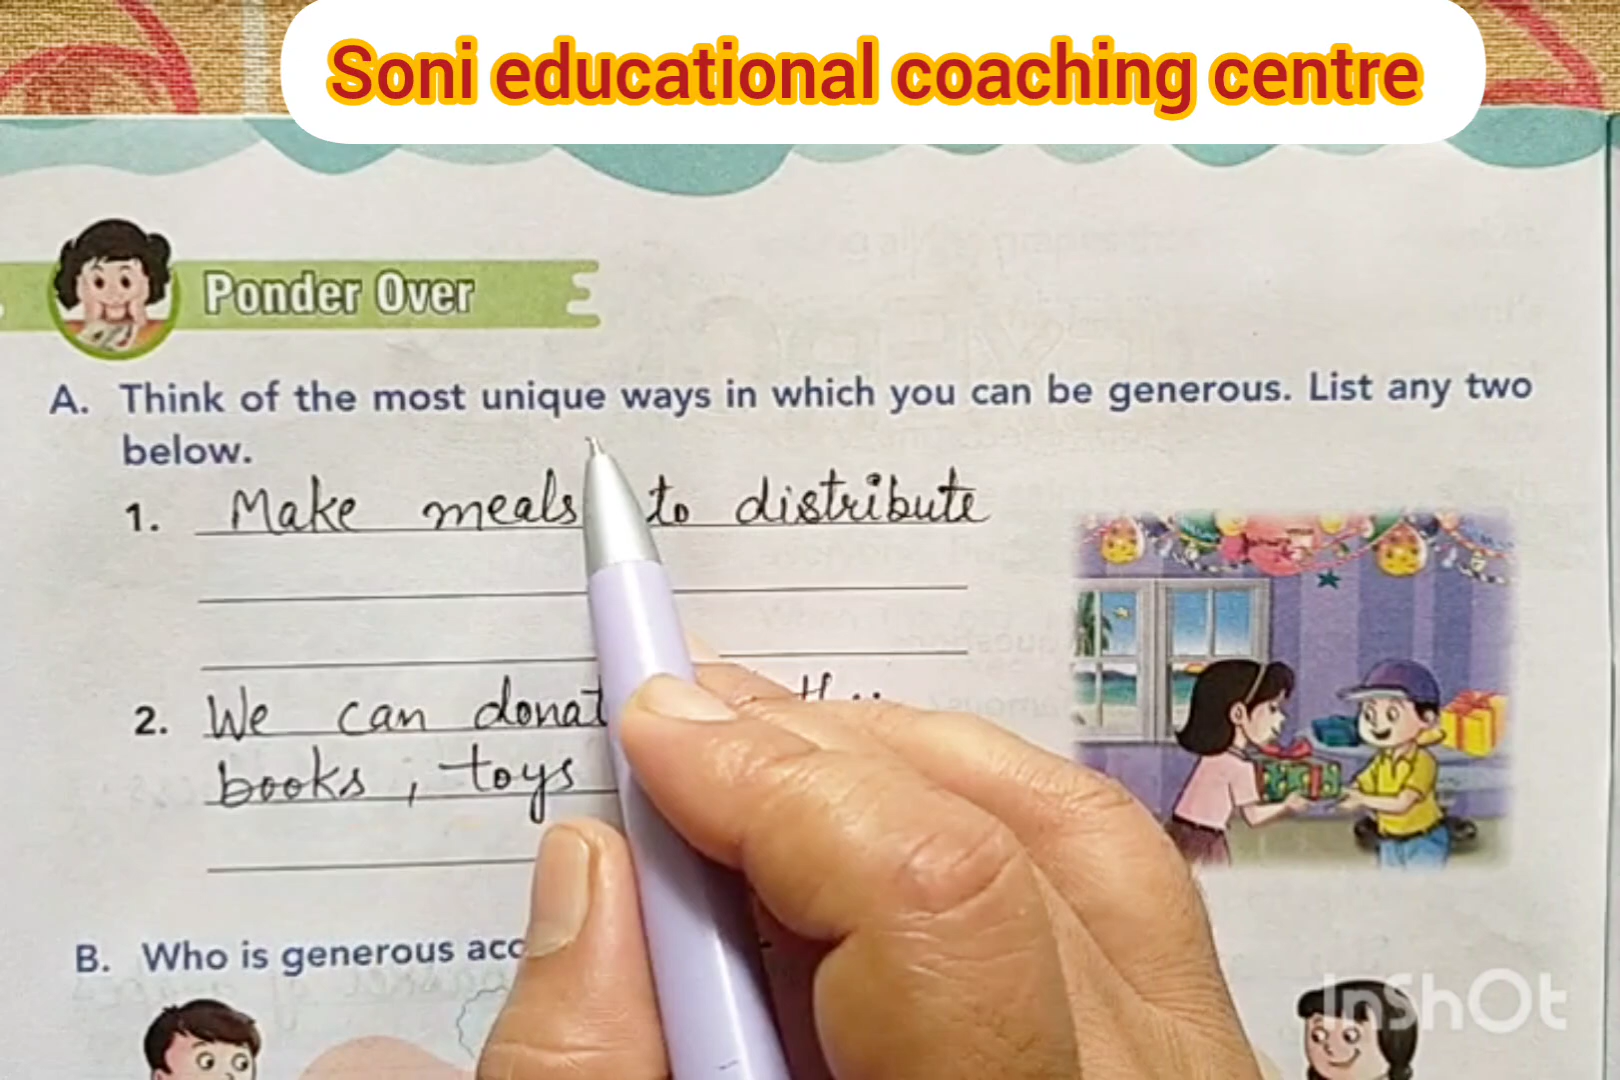 Soni educational coaching centre
Ponder Over
A. Think of the most unique ways in which you can be generous. List any two
below.
1. Make meals to distribute
2. We can donat
books, toys
B. Who is generous acc
InShOt